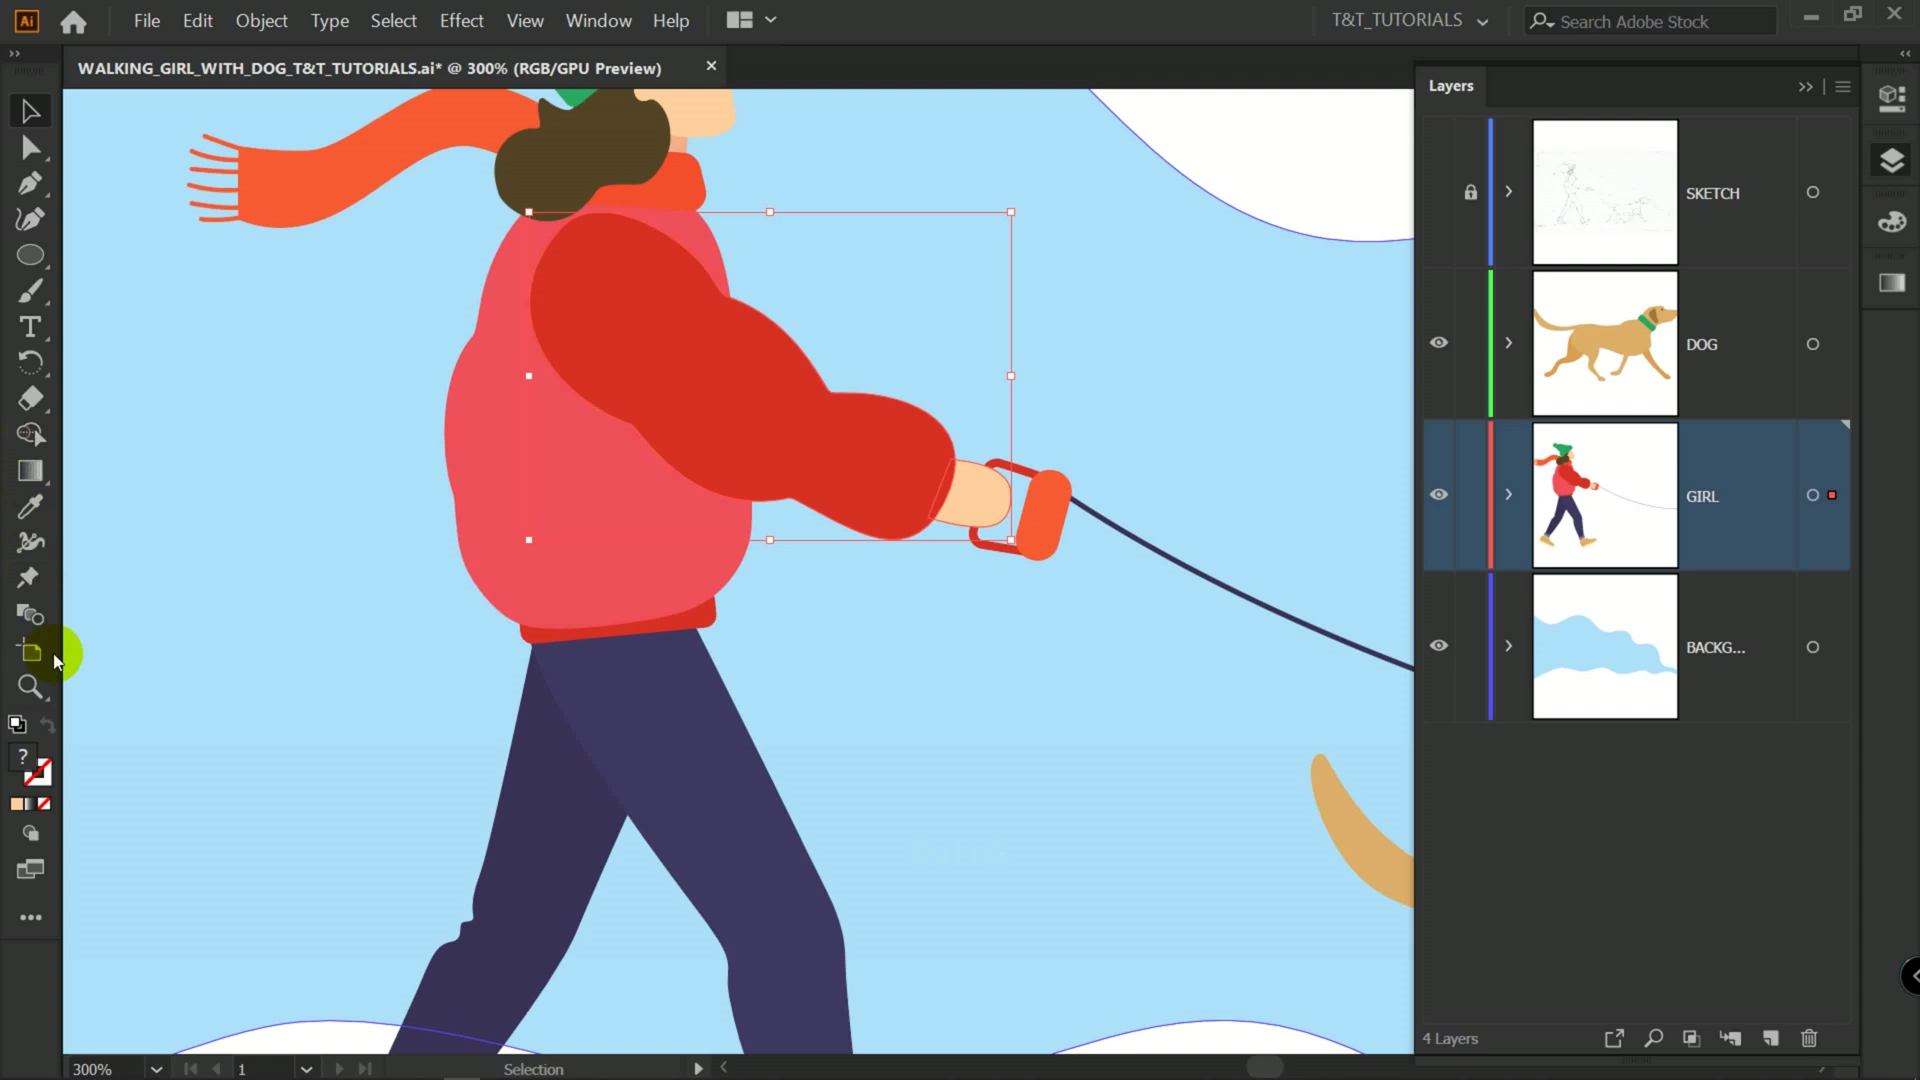 Ai File Edit Object Type Select Effect View Window Help T&T_TUTORIALS Search Adobe Stock
WALKING_GIRL_WITH_DOG_T&T_TUTORIALS.ai* @ 300% (RGB/GPU Preview)
Layers
SKETCH
DOG
GIRL
BACKG...
?
4 Layers
300% 1 Selection